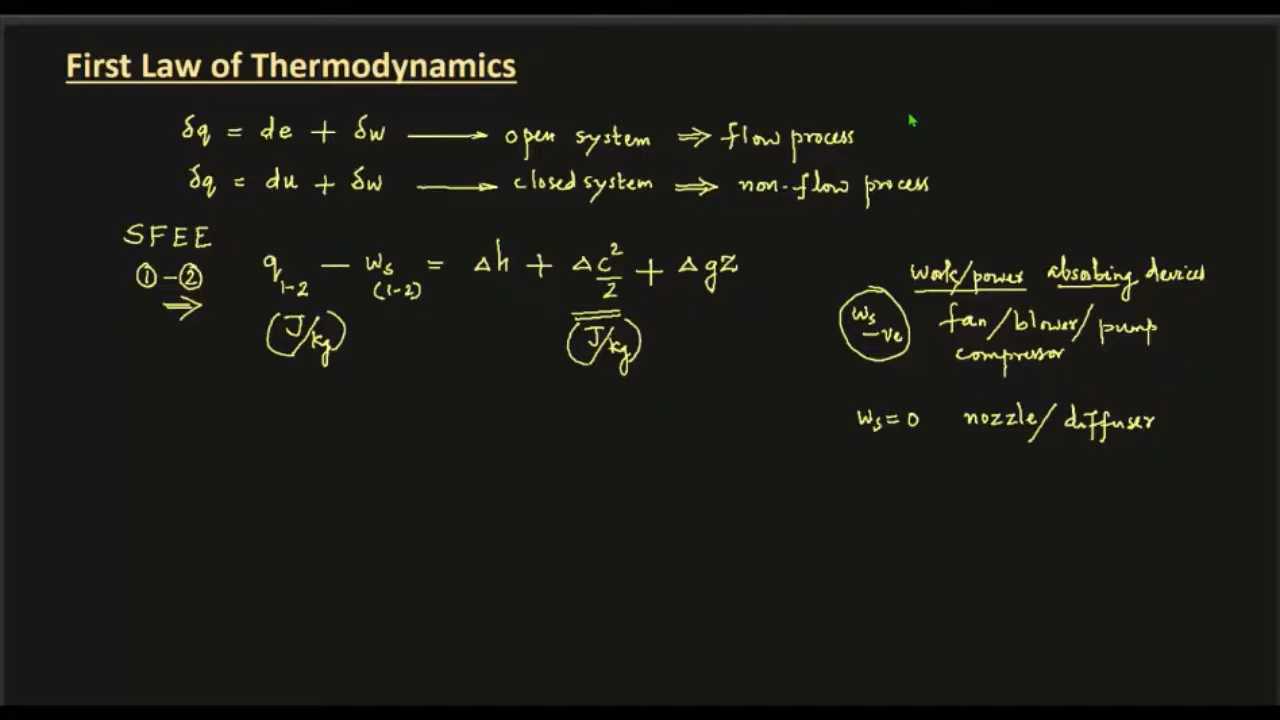 First Law of Thermodynamics
δq = de + δw → open system ⇒ flow process
δq = du + δw → closed system ⇒ non-flow process
SFEE
①-② q₁₋₂ − wₛ₍₁₋₂₎ = Δh + Δc²/2 + Δgz
⇒ (J/kg) (J/kg)
work/power absorbing devices
wₛ −ve fan/blower/pump
compressor
wₛ = 0 nozzle/diffuser